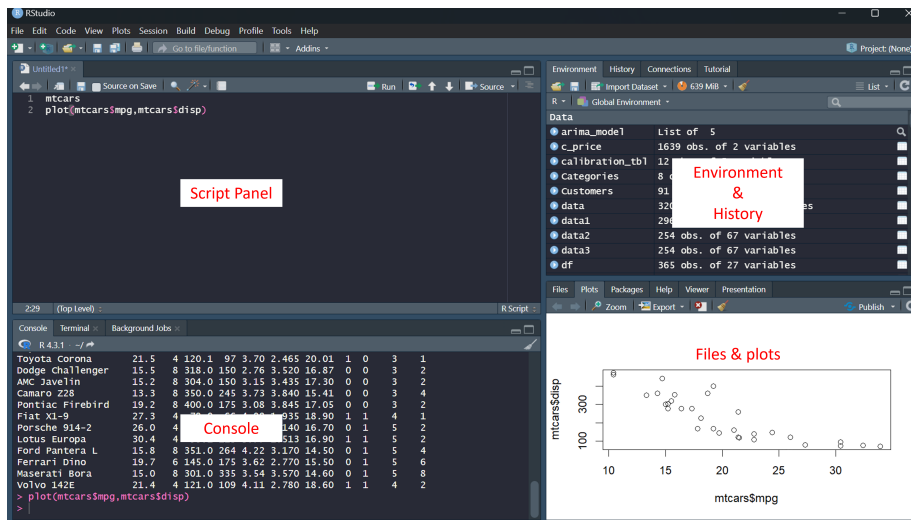 RStudio
File Edit Code View Plots Session Build Debug Profile Tools Help
Go to file/function Addins Project: (None)
Untitled1*
Source on Save Run Source
1 mtcars
2 plot(mtcars$mpg,mtcars$disp)
Script Panel
2:29 (Top Level) R Script
Console Terminal Background Jobs
R 4.3.1 · ~/
Toyota Corona 21.5 4 120.1 97 3.70 2.465 20.01 1 0 3 1
Dodge Challenger 15.5 8 318.0 150 2.76 3.520 16.87 0 0 3 2
AMC Javelin 15.2 8 304.0 150 3.15 3.435 17.30 0 0 3 2
Camaro Z28 13.3 8 350.0 245 3.73 3.840 15.41 0 0 3 4
Pontiac Firebird 19.2 8 400.0 175 3.08 3.845 17.05 0 0 3 2
Fiat X1-9 27.3 4 935 18.90 1 1 4 1
Porsche 914-2 26.0 4 140 16.70 0 1 5 2
Lotus Europa 30.4 4 513 16.90 1 1 5 2
Ford Pantera L 15.8 8 351.0 264 4.22 3.170 14.50 0 1 5 4
Ferrari Dino 19.7 6 145.0 175 3.62 2.770 15.50 0 1 5 6
Maserati Bora 15.0 8 301.0 335 3.54 3.570 14.60 0 1 5 8
Volvo 142E 21.4 4 121.0 109 4.11 2.780 18.60 1 1 4 2
> plot(mtcars$mpg,mtcars$disp)
>
Console
Environment History Connections Tutorial
Import Dataset 639 MiB List
R Global Environment
Data
arima_model List of 5
c_price 1639 obs. of 2 variables
calibration_tbl 12
Categories 8
Customers 91
data 320 es
data1 296
data2 254 obs. of 67 variables
data3 254 obs. of 67 variables
df 365 obs. of 27 variables
Environment
&
History
Files Plots Packages Help Viewer Presentation
Zoom Export Publish
Files & plots
mtcars$disp
300
100
10 15 20 25 30
mtcars$mpg